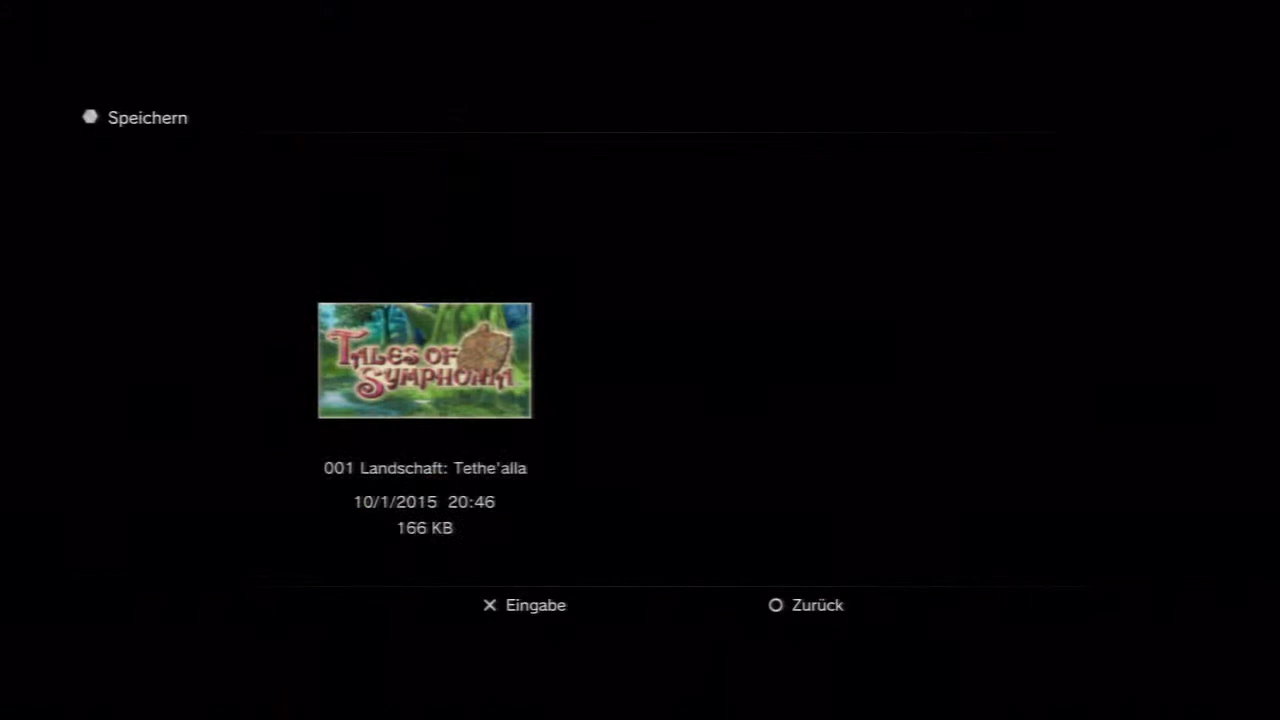 Speichern
TALES OF
SYMPHONIA
001 Landschaft: Tethe'alla
10/1/2015 20:46
166 KB
Eingabe
Zurück